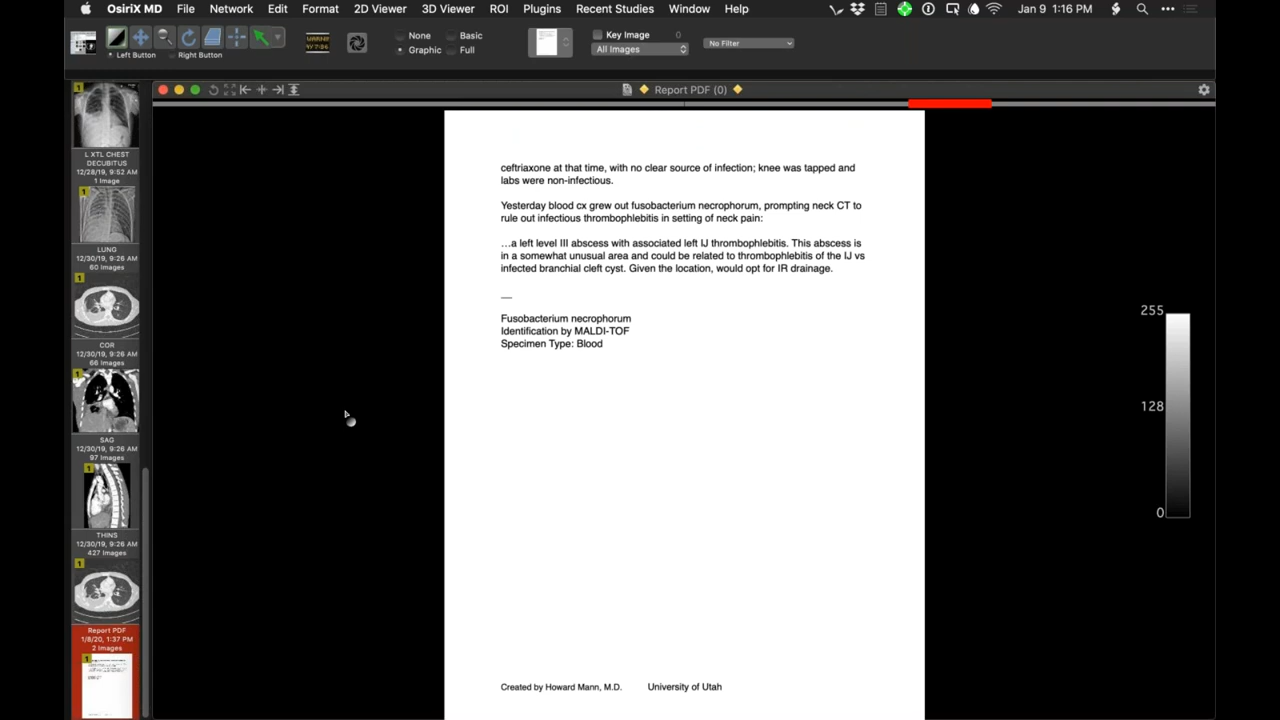 OsiriX MD File Network Edit Format 2D Viewer 3D Viewer ROI Plugins Recent Studies Window Help Jan 9 1:16 PM
None Basic
Graphic Full
Left Button Right Button
Key Image 0
All Images
No Filter
Report PDF (0)
1
L XTL CHEST
DECUBITUS
12/28/19, 9:52 AM
1 Image
1
LUNG
12/30/19, 9:26 AM
60 Images
1
COR
12/30/19, 9:26 AM
66 Images
1
SAG
12/30/19, 9:26 AM
97 Images
1
THINS
12/30/19, 9:26 AM
427 Images
1
Report PDF
1/8/20, 1:37 PM
2 Images
1
ceftriaxone at that time, with no clear source of infection; knee was tapped and
labs were non-infectious.
Yesterday blood cx grew out fusobacterium necrophorum, prompting neck CT to
rule out infectious thrombophlebitis in setting of neck pain:
…a left level III abscess with associated left IJ thrombophlebitis. This abscess is
in a somewhat unusual area and could be related to thrombophlebitis of the IJ vs
infected branchial cleft cyst. Given the location, would opt for IR drainage.
—
Fusobacterium necrophorum
Identification by MALDI-TOF
Specimen Type: Blood
Created by Howard Mann, M.D. University of Utah
255
128
0